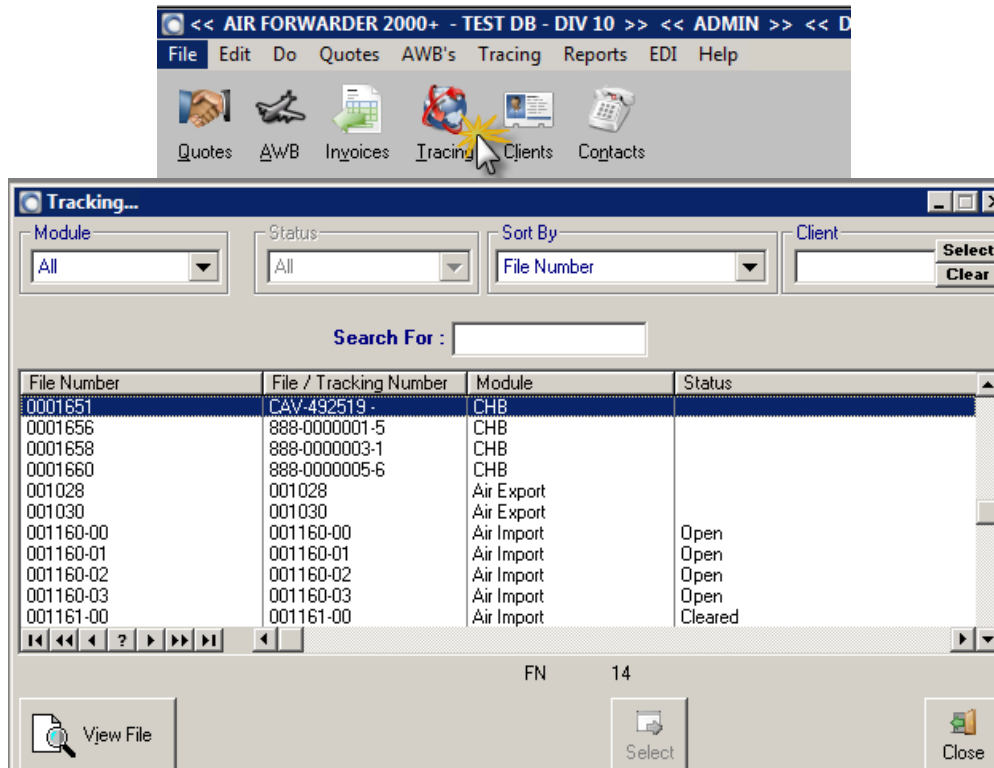 << AIR FORWARDER 2000+ - TEST DB - DIV 10 >> << ADMIN >> << D
File Edit Do Quotes AWB's Tracing Reports EDI Help
Quotes AWB Invoices Tracing Clients Contacts
Tracking...
Module Status Sort By Client
All All File Number Select
Clear
Search For :
File Number File / Tracking Number Module Status
0001651 CAV-492519 - CHB
0001656 888-0000001-5 CHB
0001658 888-0000003-1 CHB
0001660 888-0000005-6 CHB
001028 001028 Air Export
001030 001030 Air Export
001160-00 001160-00 Air Import Open
001160-01 001160-01 Air Import Open
001160-02 001160-02 Air Import Open
001160-03 001160-03 Air Import Open
001161-00 001161-00 Air Import Cleared
?
FN 14
View File Select Close